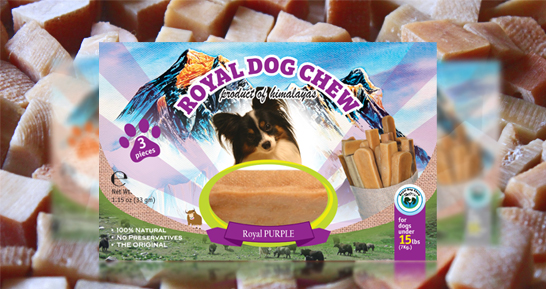 ROYAL DOG CHEW
product of himalayas
3
pieces
e
Net Wt.
1.15 oz (33 gm)
• 100% NATURAL
• NO PRESERVATIVES
• THE ORIGINAL
Royal PURPLE
for
dogs
under
15lbs
(7Kg.)